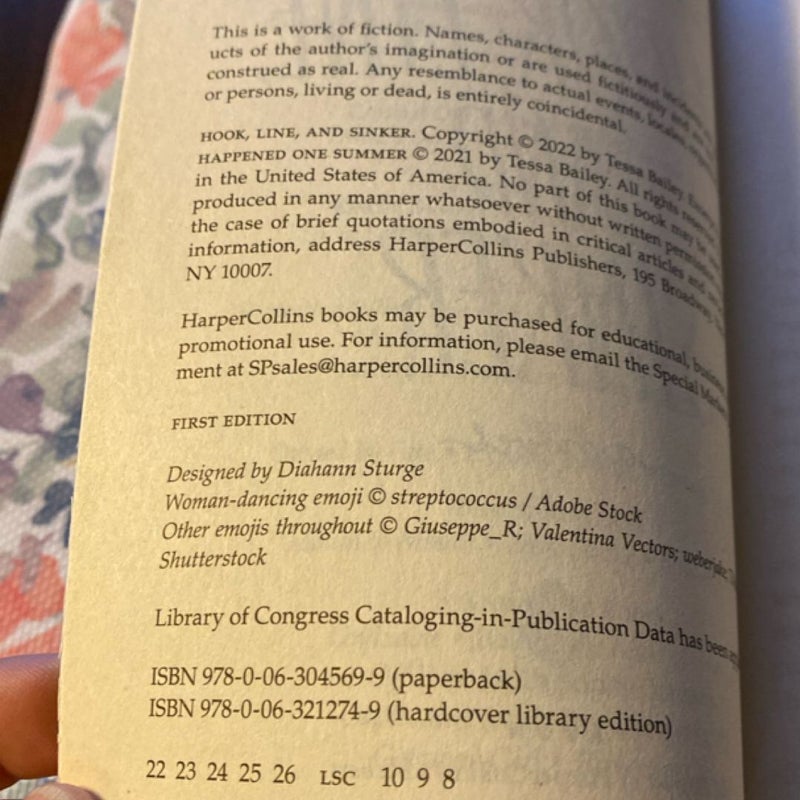 This is a work of fiction. Names, characters, places, and
ucts of the author's imagination or are used fictitiously and
construed as real. Any resemblance to actual events, locales,
or persons, living or dead, is entirely coincidental.
HOOK, LINE, AND SINKER. Copyright © 2022 by Tessa Bailey
HAPPENED ONE SUMMER © 2021 by Tessa Bailey. All rights
in the United States of America. No part of this book may be
produced in any manner whatsoever without written permission
the case of brief quotations embodied in critical articles and
information, address HarperCollins Publishers, 195 Broadway,
NY 10007.
HarperCollins books may be purchased for educational,
promotional use. For information, please email the Special
ment at SPsales@harpercollins.com.
FIRST EDITION
Designed by Diahann Sturge
Woman-dancing emoji © streptococcus / Adobe Stock
Other emojis throughout © Giuseppe_R; Valentina Vectors;
Shutterstock
Library of Congress Cataloging-in-Publication Data has been
ISBN 978-0-06-304569-9 (paperback)
ISBN 978-0-06-321274-9 (hardcover library edition)
22 23 24 25 26 LSC 10 9 8